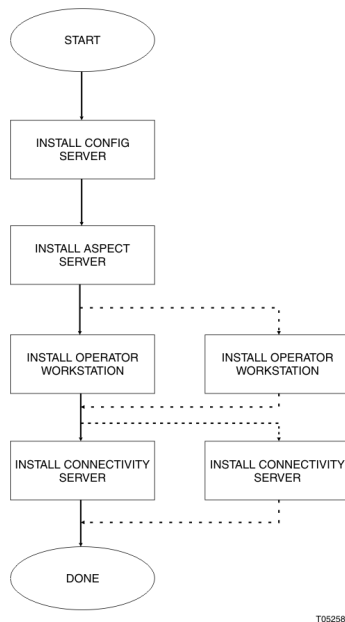 START
INSTALL CONFIG
SERVER
INSTALL ASPECT
SERVER
INSTALL OPERATOR
WORKSTATION
INSTALL OPERATOR
WORKSTATION
INSTALL CONNECTIVITY
SERVER
INSTALL CONNECTIVITY
SERVER
DONE
T05258